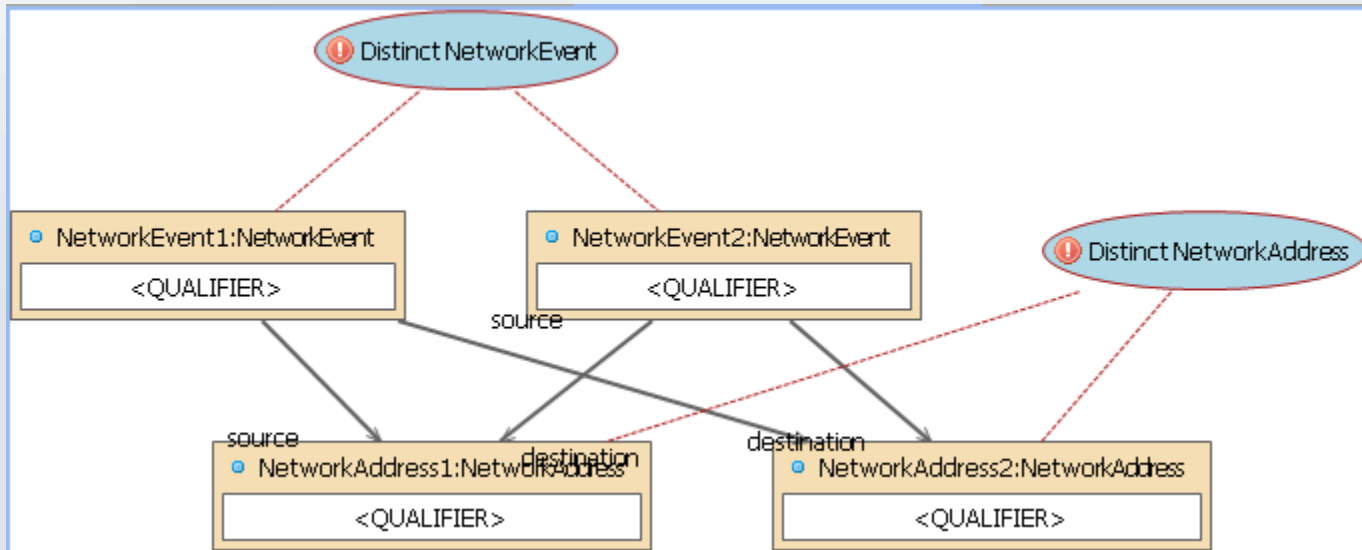 Distinct NetworkEvent
NetworkEvent1:NetworkEvent
NetworkEvent2:NetworkEvent
Distinct NetworkAddress
<QUALIFIER>
<QUALIFIER>
source
source
destination
destination
NetworkAddress1:NetworkAddress
NetworkAddress2:NetworkAddress
<QUALIFIER>
<QUALIFIER>